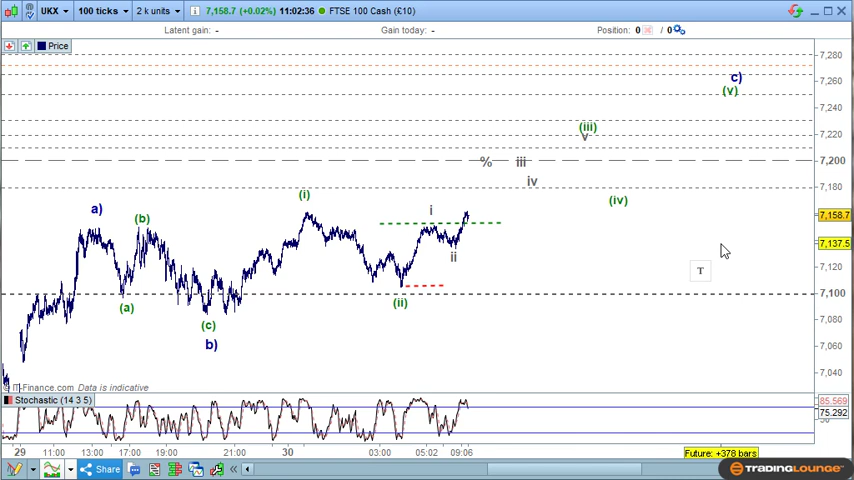 UKX 100 ticks 2 k units i 7,158.7 (+0.02%) 11:02:36 FTSE 100 Cash (£10)
Latent gain: - Gain today: - Position: 0 / 0
Price
7,280
c)
7,260
(v)
7,240
(iii)
v
7,220
% iii
7,200
iv
7,180
(i)
(iv)
a) i
7,158.7
(b)
7,137.5
ii
T
7,120
(a) (ii)
7,100
(c)
7,080
b)
7,060
7,040
© IT-Finance.com Data is indicative
Stochastic (14 3 5)
85.569
75.292
29 11:00 13:00 17:00 19:00 21:00 30 03:00 05:02 09:06
Future: +378 bars
Share
TRADINGLOUNGE